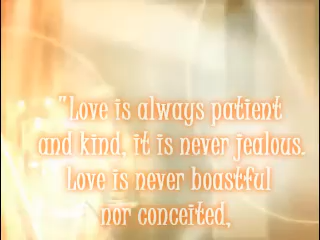 "Love is always patient
and kind, it is never jealous.
Love is never boastful
nor conceited,